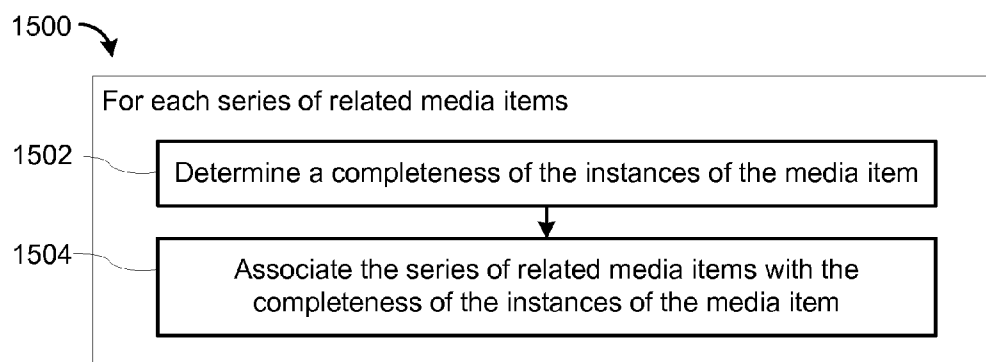 1500
For each series of related media items
1502
Determine a completeness of the instances of the media item
1504
Associate the series of related media items with the
completeness of the instances of the media item